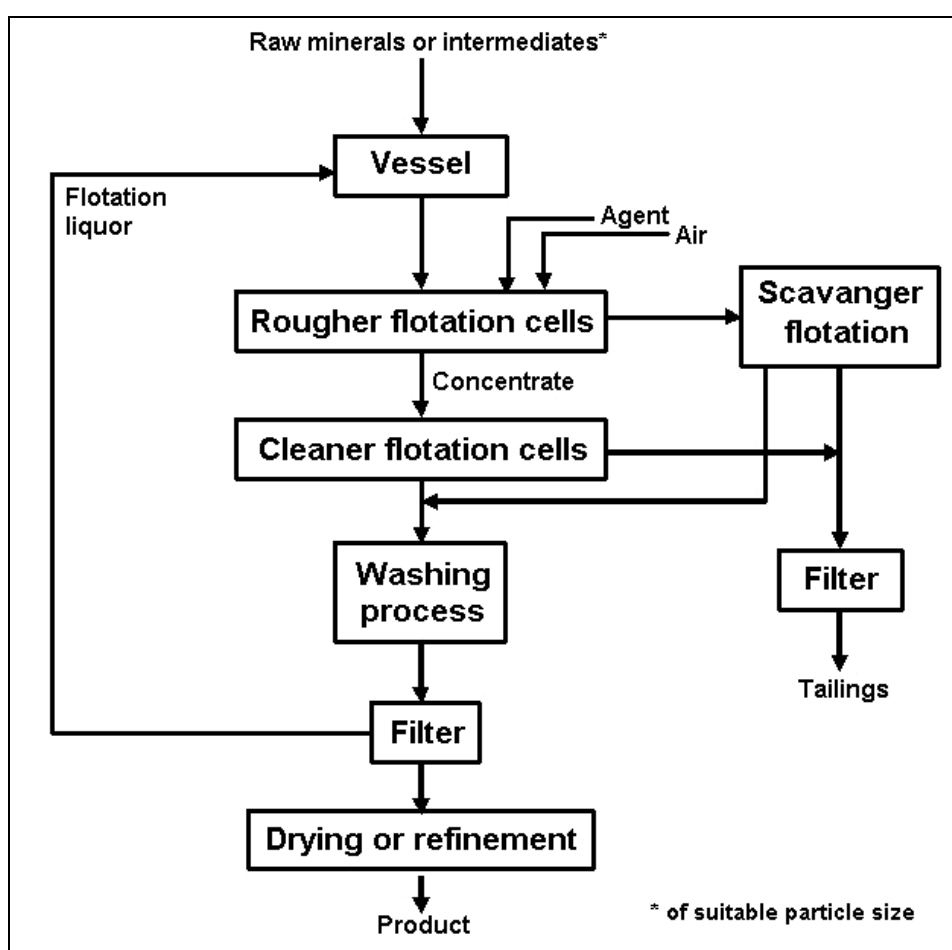 Raw minerals or intermediates*
Vessel
Flotation
liquor
Agent
Air
Rougher flotation cells
Scavanger
flotation
Concentrate
Cleaner flotation cells
Washing
process
Filter
Tailings
Filter
Drying or refinement
Product
* of suitable particle size